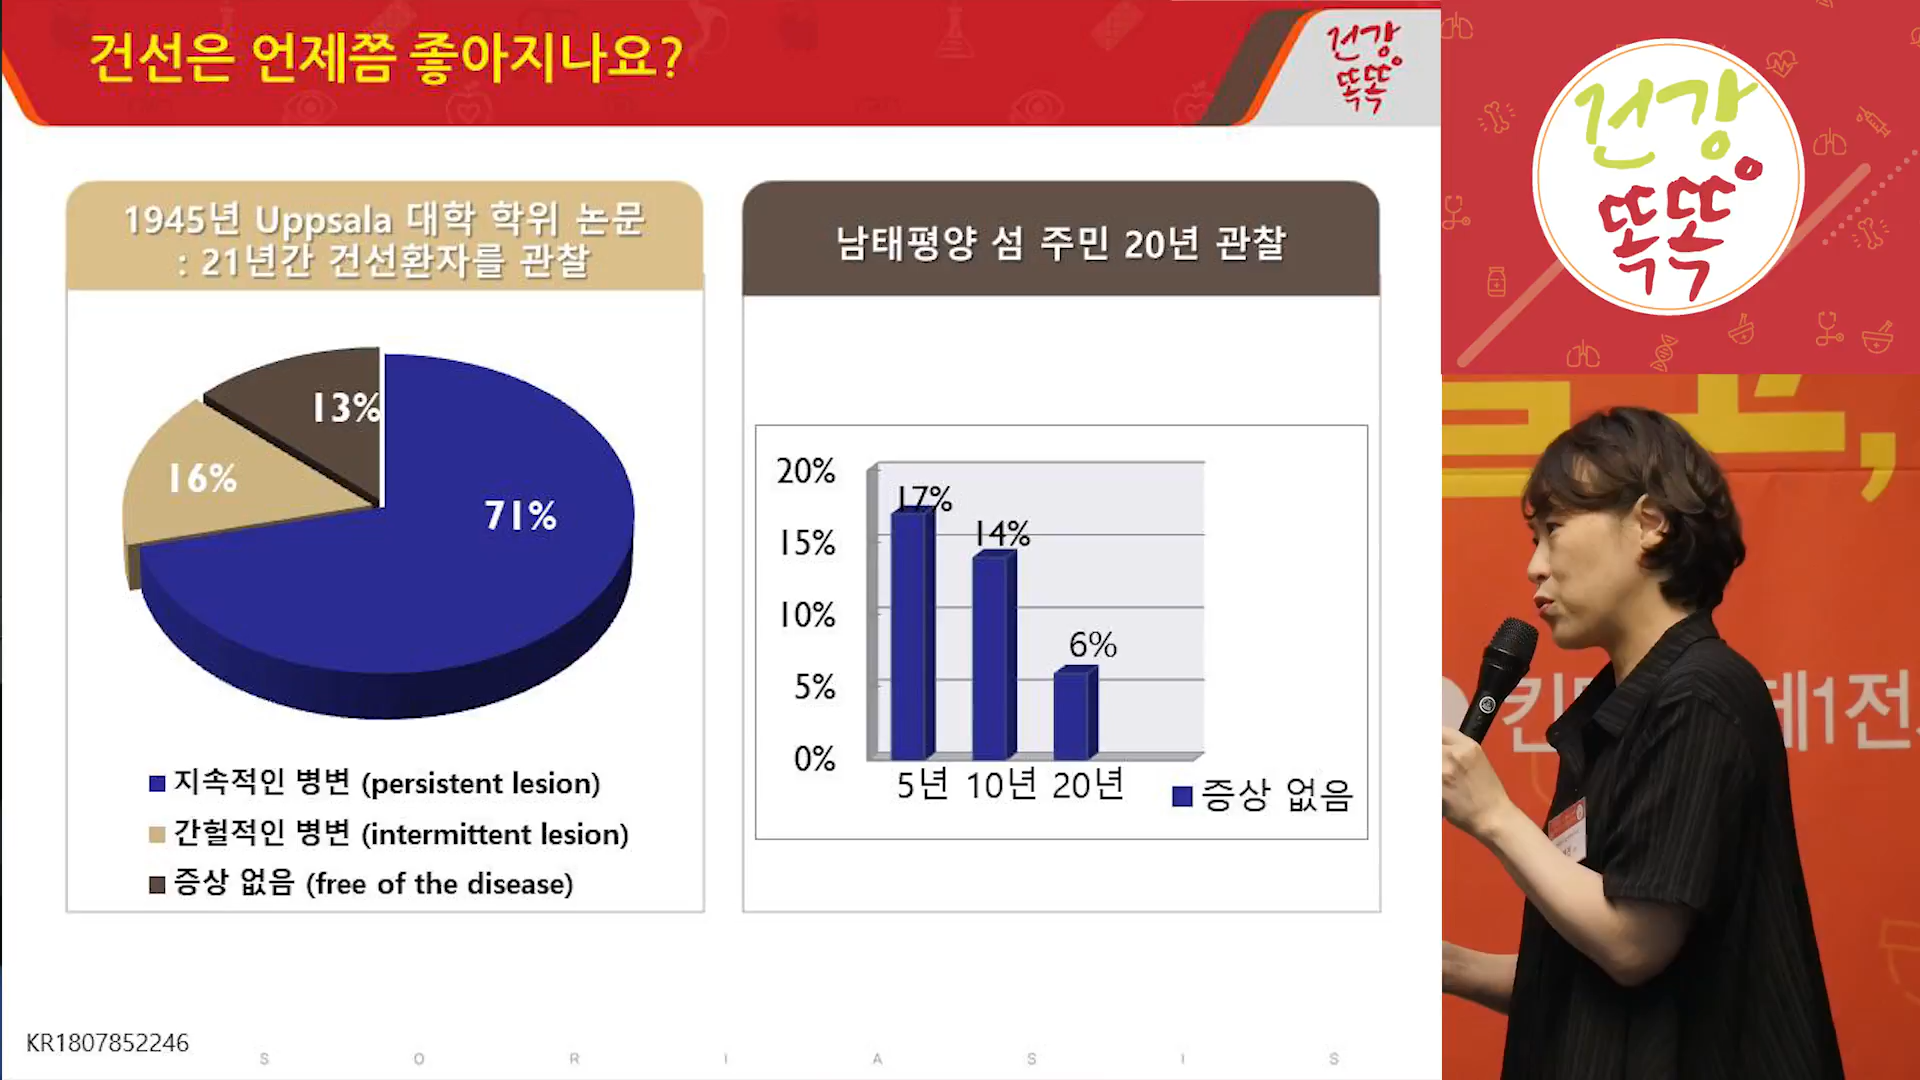 건선은 언제쯤 좋아지나요?
건강
똑똑
1945년 Uppsala 대학 학위 논문
: 21년간 건선환자를 관찰
13%
16%
71%
지속적인 병변 (persistent lesion)
간헐적인 병변 (intermittent lesion)
증상 없음 (free of the disease)
남태평양 섬 주민 20년 관찰
20%
15%
10%
5%
0%
17%
14%
6%
5년 10년 20년
증상 없음
KR1807852246
S O R I A S I S
건강
똑똑
킨
제1전